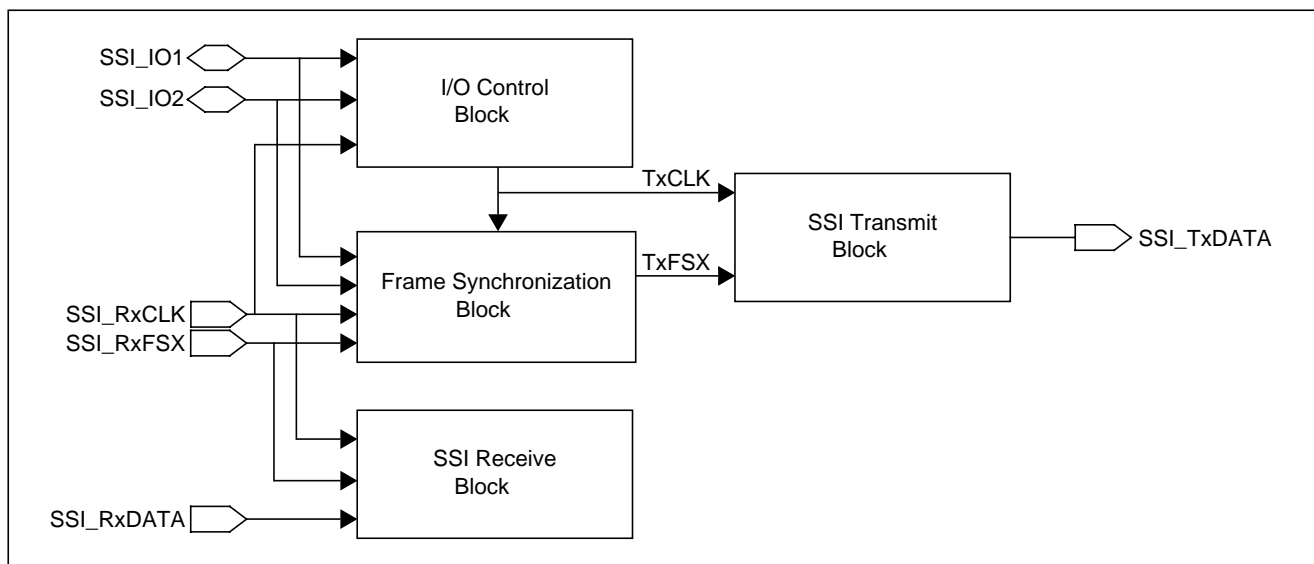 SSI_IO1
SSI_IO2
I/O Control
Block
TxCLK
SSI Transmit
Block
SSI_TxDATA
TxFSX
Frame Synchronization
Block
SSI_RxCLK
SSI_RxFSX
SSI Receive
Block
SSI_RxDATA